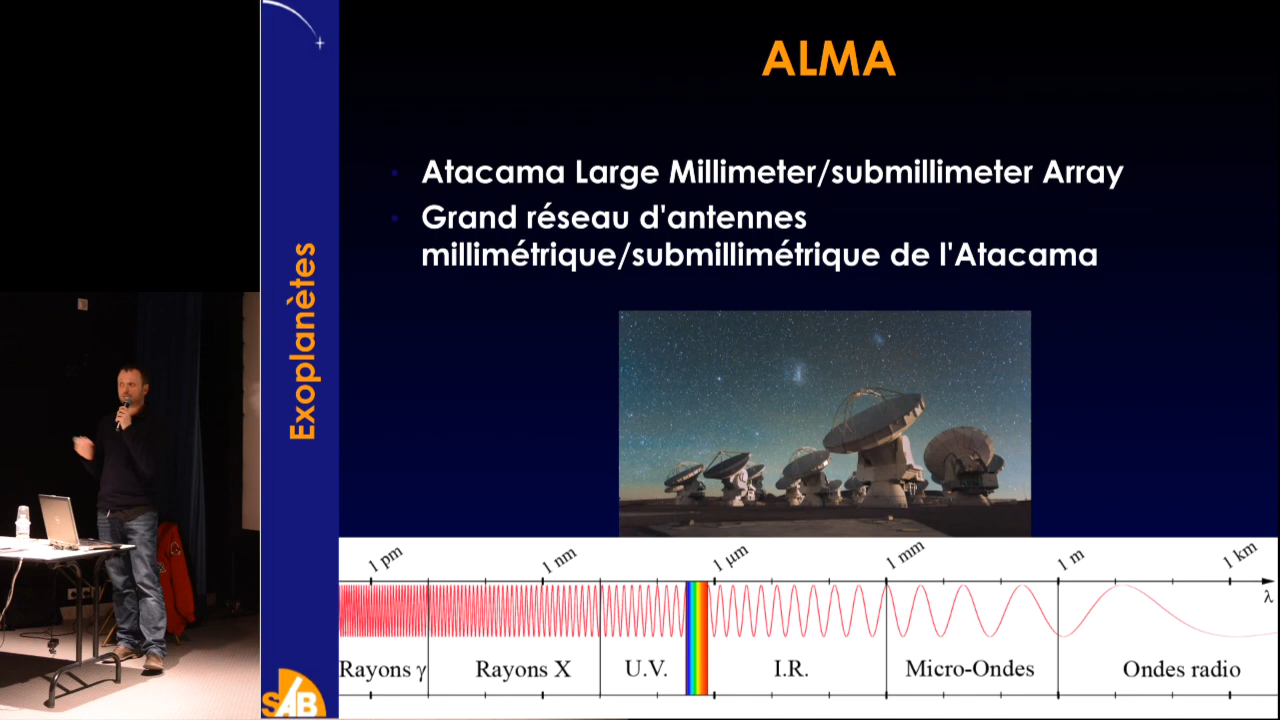 ALMA
Atacama Large Millimeter/submillimeter Array
Grand réseau d'antennes
millimétrique/submillimétrique de l'Atacama
Exoplanètes
1 pm 1 nm 1 µm 1 mm 1 m 1 km
λ
Rayons γ Rayons X U.V. I.R. Micro-Ondes Ondes radio
SAB